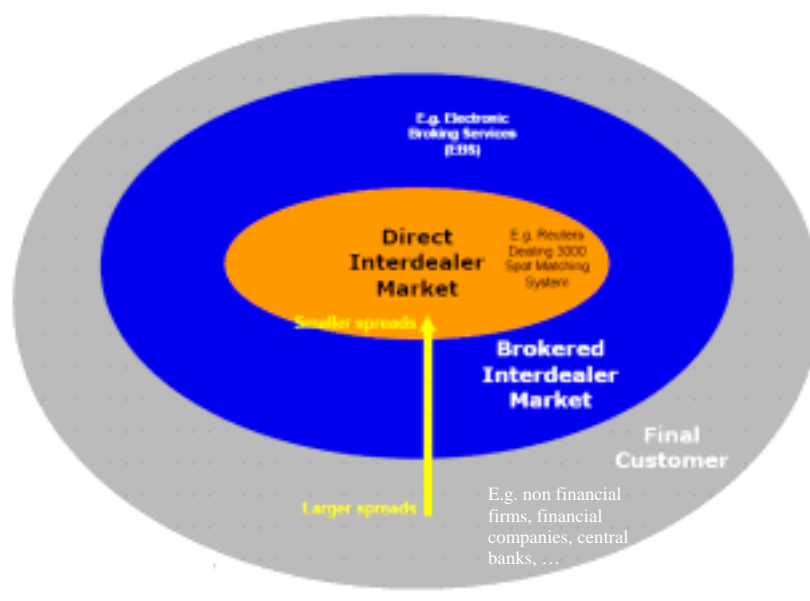 E.g. Electronic
Broking Services
(EBS)
Direct
Interdealer
Market
E.g. Reuters
Dealing 3000
Spot Matching
System
Smaller spreads
Brokered
Interdealer
Market
Final
Customer
Larger spreads
E.g. non financial
firms, financial
companies, central
banks, …